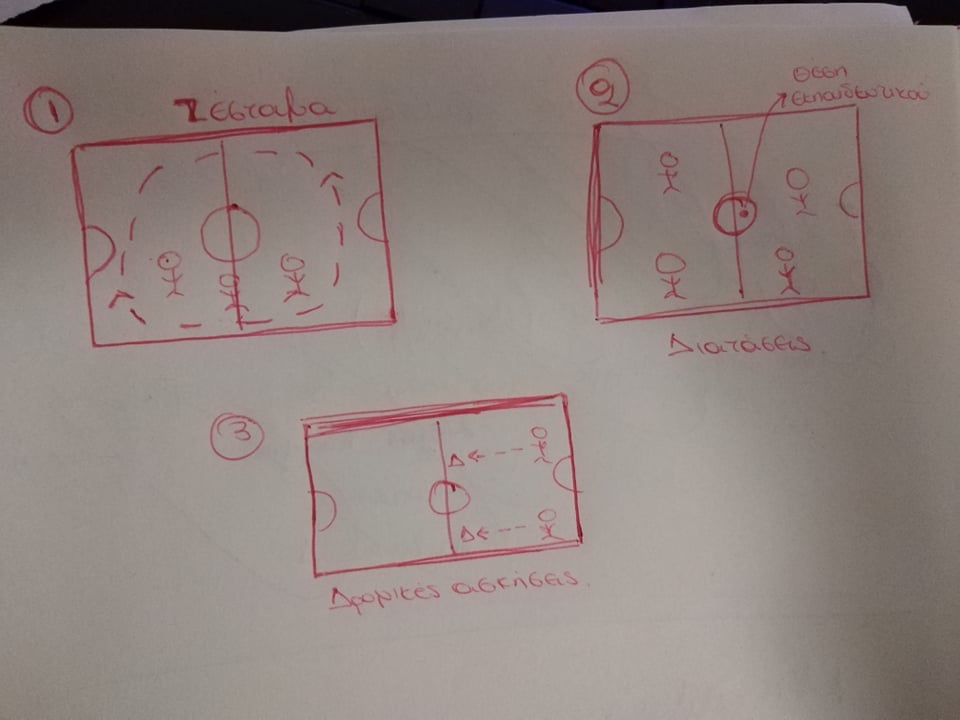 ①
Ζέσταμα
②
Θέση
εκπαιδευτικού
Διατάσεις
③
Δρομικές ασκήσεις.